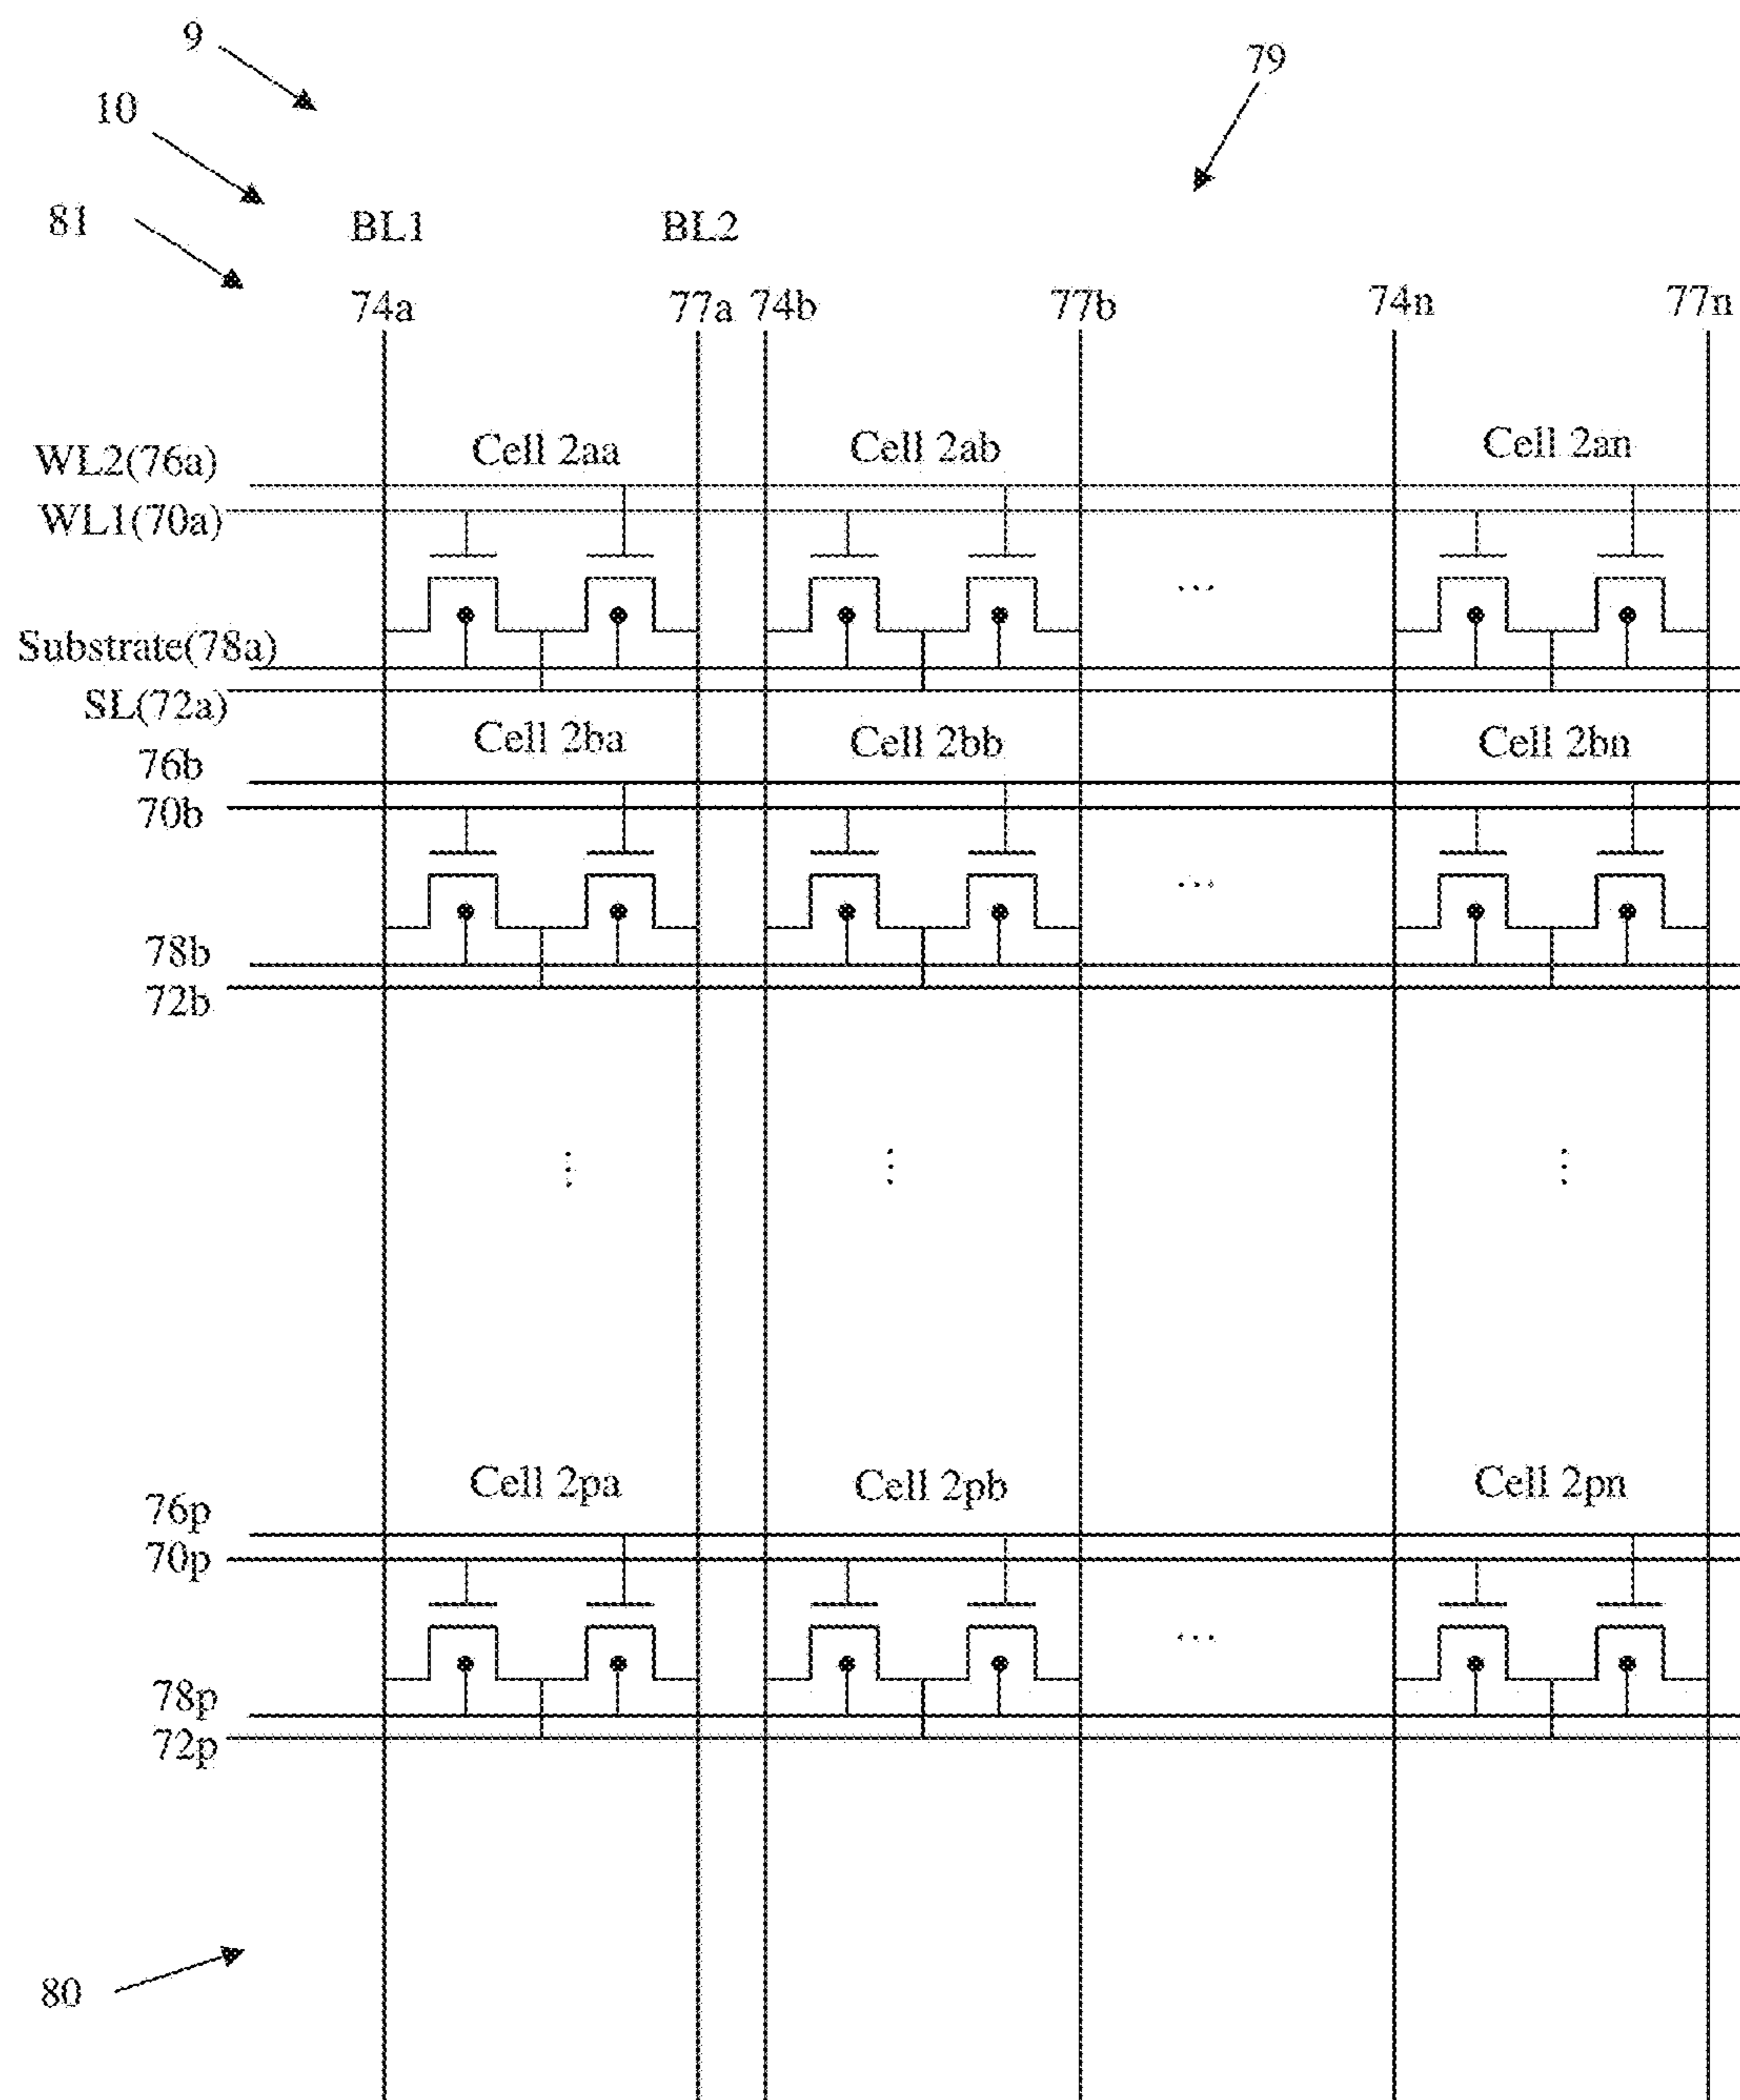 9
79
10
81
BL1 BL2
74a 77a 74b 77b 74n 77n
WL2(76a) Cell 2aa Cell 2ab Cell 2an
WL1(70a)
...
Substrate(78a)
SL(72a)
Cell 2ba Cell 2bb Cell 2bn
76b
70b
...
78b
72b
Cell 2pa Cell 2pb Cell 2pn
76p
70p
...
78p
72p
80